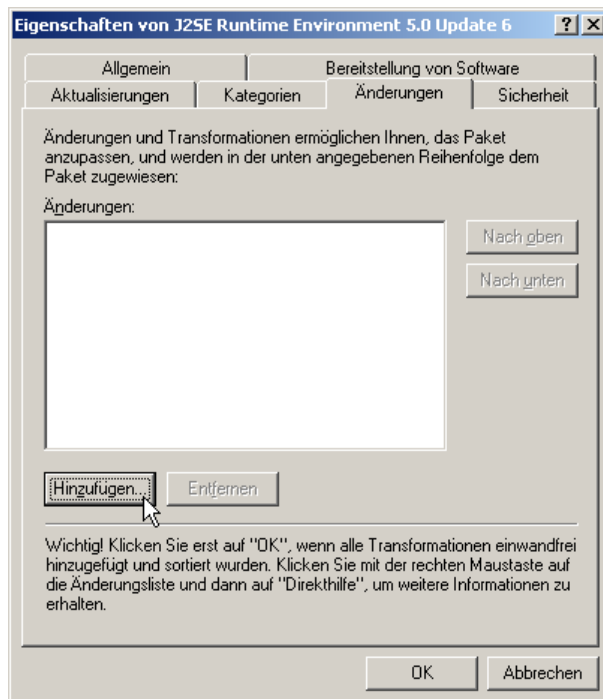 Eigenschaften von J2SE Runtime Environment 5.0 Update 6
Allgemein
Bereitstellung von Software
Aktualisierungen
Kategorien
Änderungen
Sicherheit
Änderungen und Transformationen ermöglichen Ihnen, das Paket
anzupassen, und werden in der unten angegebenen Reihenfolge dem
Paket zugewiesen:
Änderungen:
Nach oben
Nach unten
Hinzufügen...
Entfernen
Wichtig! Klicken Sie erst auf "OK", wenn alle Transformationen einwandfrei
hinzugefügt und sortiert wurden. Klicken Sie mit der rechten Maustaste auf
die Änderungsliste und dann auf "Direkthilfe", um weitere Informationen zu
erhalten.
OK
Abbrechen